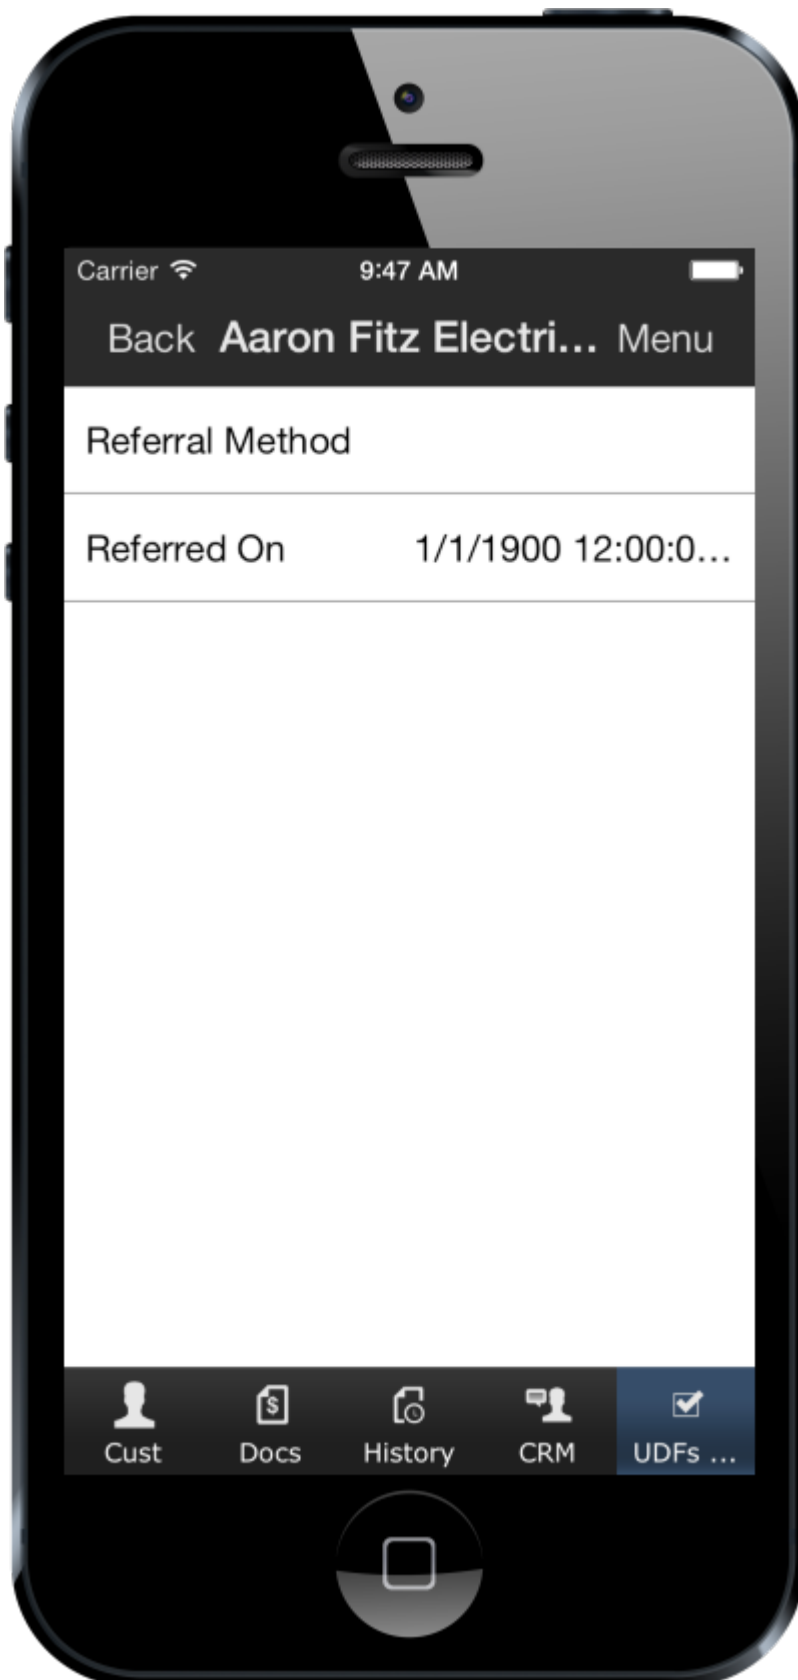 Carrier 9:47 AM
Back Aaron Fitz Electri... Menu
Referral Method
Referred On 1/1/1900 12:00:0...
Cust Docs History CRM UDFs ...